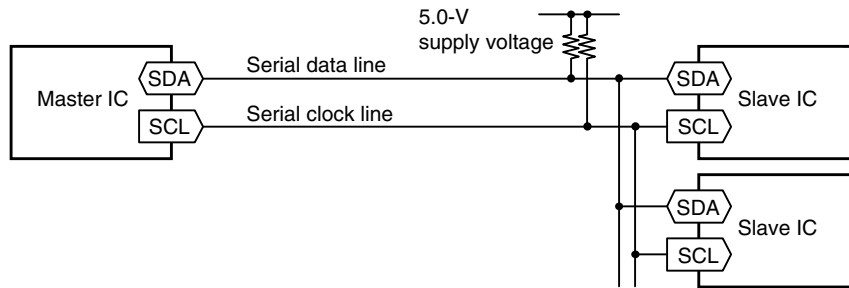 5.0-V
supply voltage
Serial data line
SDA
SDA
Master IC
Slave IC
Serial clock line
SCL
SCL
SDA
Slave IC
SCL